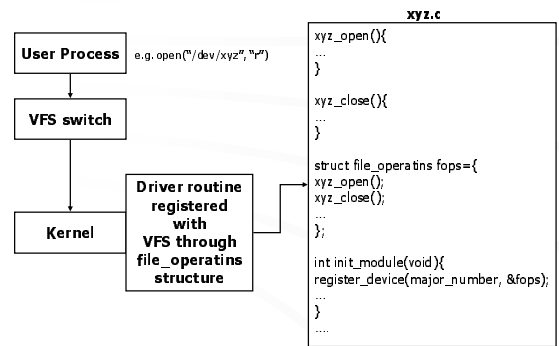 xyz.c
User Process
e.g. open("/dev/xyz", "r")
VFS switch
Kernel
Driver routine
registered
with
VFS through
file_operatins
structure
xyz_open(){
...
}
xyz_close(){
...
}
struct file_operatins fops={
xyz_open();
xyz_close();
...
};
int init_module(void){
register_device(major_number, &fops);
...
}
....